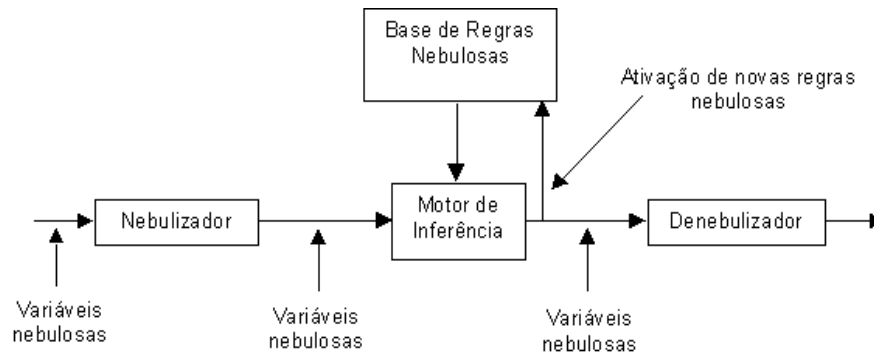 Base de Regras
Nebulosas
Ativação de novas regras
nebulosas
Nebulizador
Motor de
Inferência
Denebulizador
Variáveis
nebulosas
Variáveis
nebulosas
Variáveis
nebulosas